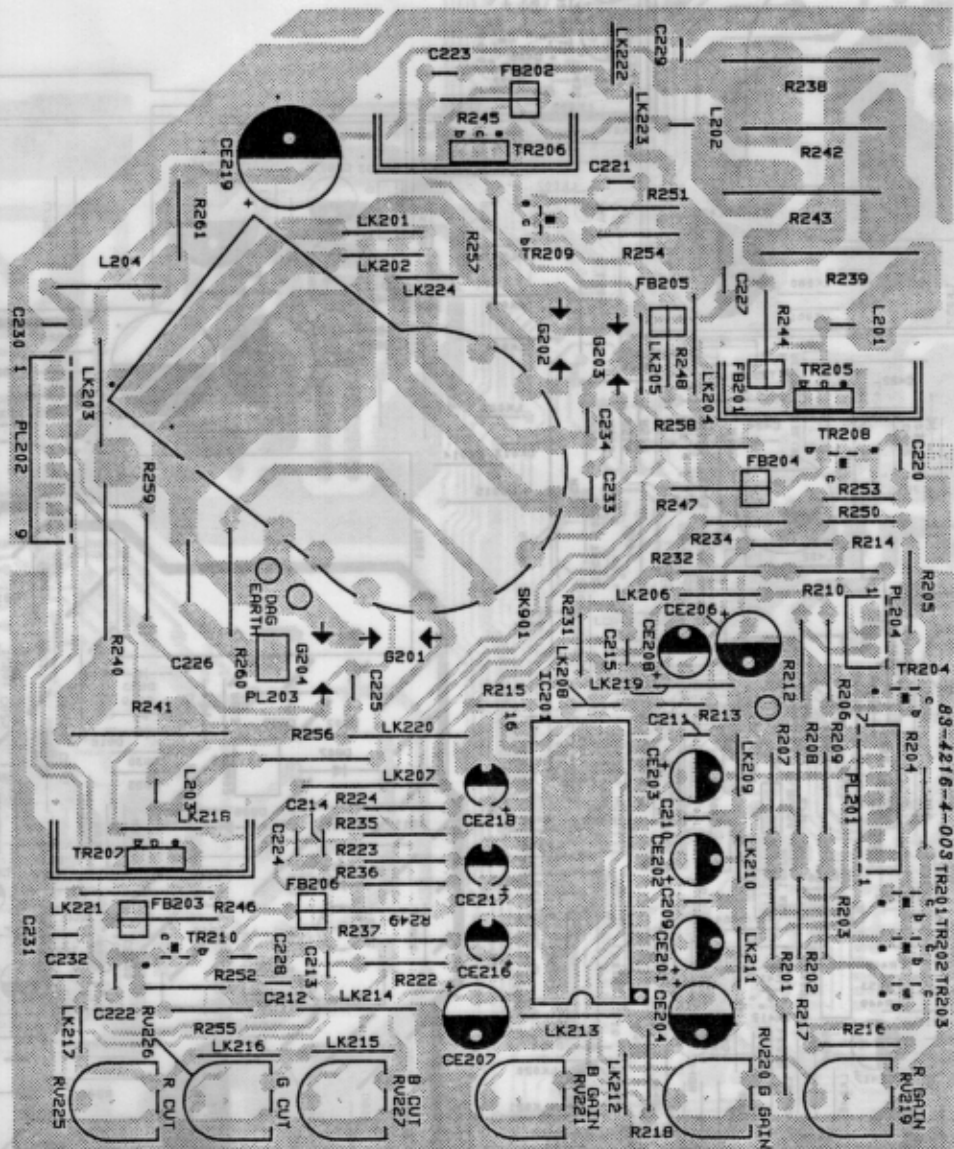 LK222
C229
C223
FB202
R238
R245
b c e
TR206
LK223
L202
R242
CE219
+
C221
R251
R243
R261
LK201
e
c
b
TR209
R254
L204
LK202
R257
FB205
C227
R239
LK224
R244
L201
C230
G202
G203
LK205
R248
LK204
FB201
TR205
b c e
1
LK203
PL202
R258
TR208
b e
c
C234
FB204
C220
R259
C233
R253
R247
9
R250
R234
R214
R232
DAG
EARTH
SK901
R231
LK206
R210
1
PL204
R205
CE206
+
C215
CE208
+
R240
C226
R260
G204
G201
PL203
C225
LK208
LK219
R212
TR204
e c
b
R206
R241
R215
16
IC201
C211
R213
R207
R208
R209
7
PL201
R204
88-4216-4-003
R256
LK220
LK207
+
CE203
LK209
L203
C214
R224
+
CE218
C210
LK218
R235
C224
R223
TR207
b c e
R236
+
CE217
CE202
+
LK210
1
FB206
C209
TR201
TR202
TR203
LK221
FB203
R246
R249
R203
C231
R237
+
CE216
CE201
+
LK211
TR210
c b
e
C232
R252
C228
C213
R222
R201
R202
C222
C212
LK214
+
CE207
CE204
+
R217
LK217
RV226
R255
LK213
R216
LK216
LK215
RV225
R CUT
G CUT
B CUT
RV227
B GAIN
RV221
LK212
R218
RV220
G GAIN
R GAIN
RV219